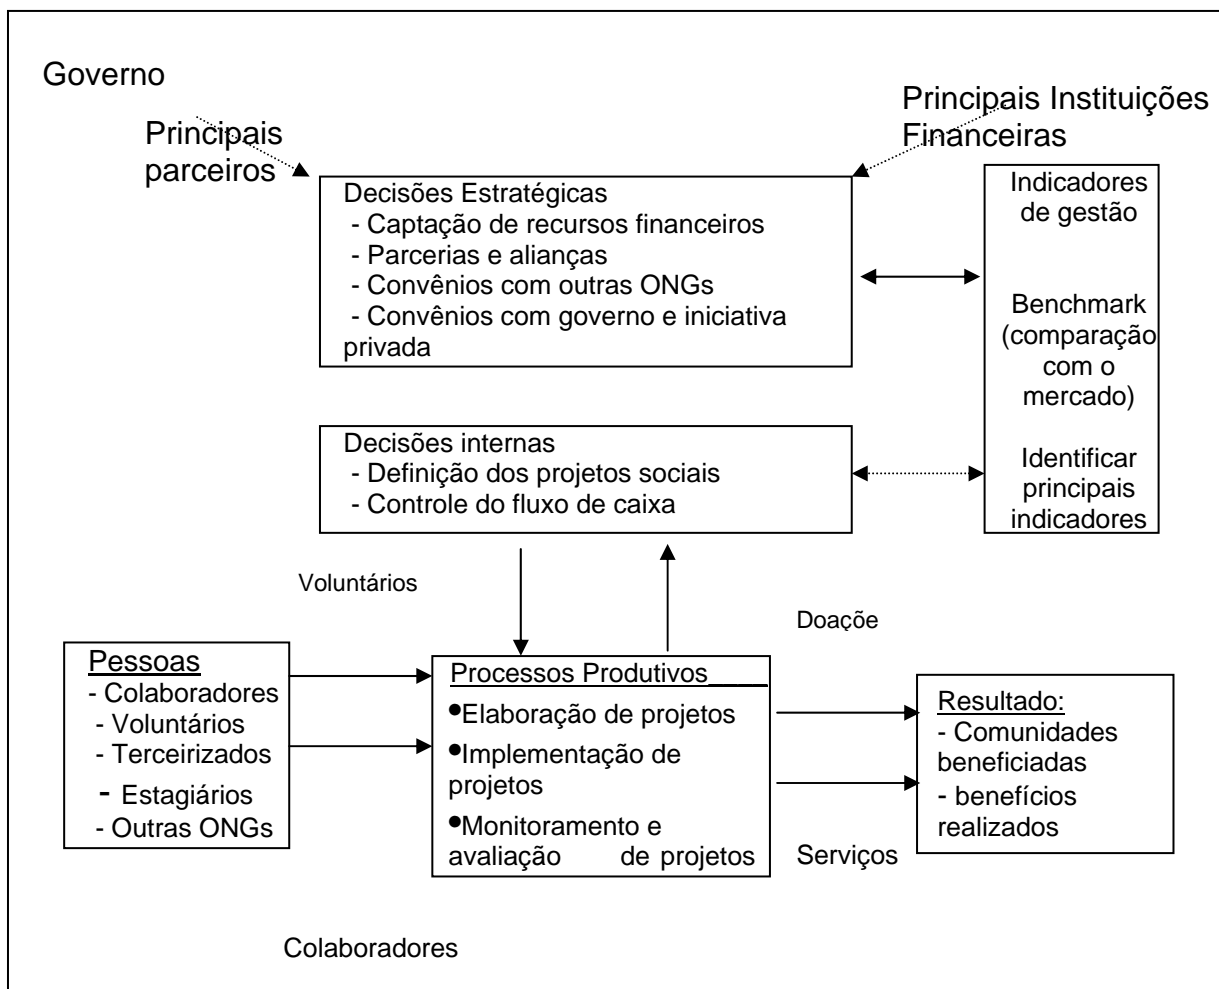 Governo
Principais
parceiros
Principais Instituições
Financeiras
Decisões Estratégicas
- Captação de recursos financeiros
- Parcerias e alianças
- Convênios com outras ONGs
- Convênios com governo e iniciativa
privada
Indicadores
de gestão
Benchmark
(comparação
com o
mercado)
Identificar
principais
indicadores
Decisões internas
- Definição dos projetos sociais
- Controle do fluxo de caixa
Voluntários
Doaçõe
Pessoas
- Colaboradores
- Voluntários
- Terceirizados
- Estagiários
- Outras ONGs
Processos Produtivos____
•Elaboração de projetos
•Implementação de
projetos
•Monitoramento e
avaliação de projetos
Resultado:
- Comunidades
beneficiadas
- benefícios
realizados
Serviços
Colaboradores